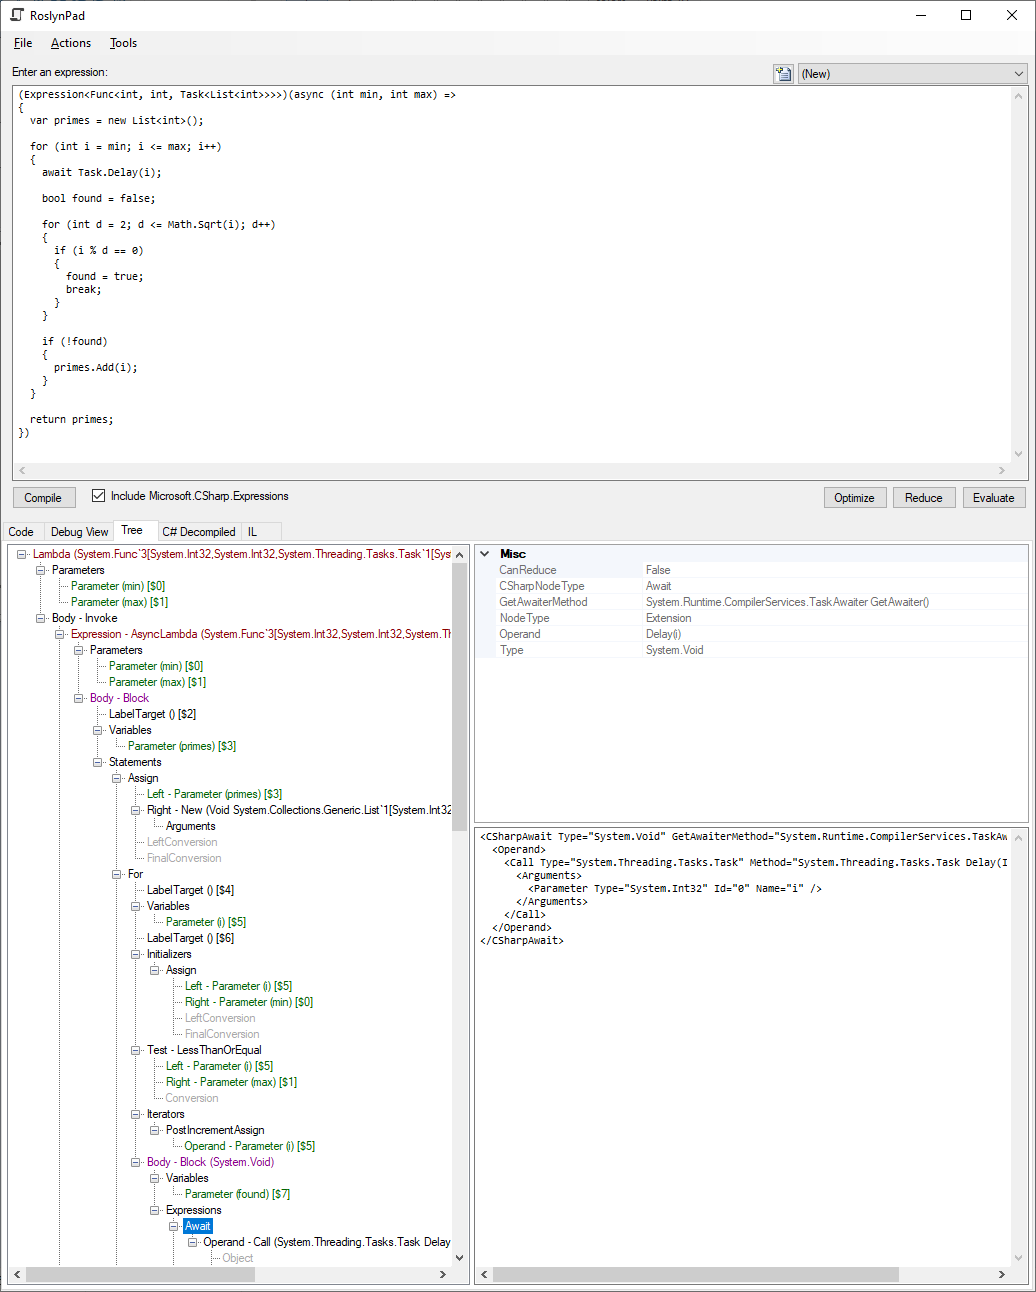 RoslynPad
File Actions Tools
Enter an expression:
(New)
(Expression<Func<int, int, Task<List<int>>>>)(async (int min, int max) =>
{
  var primes = new List<int>();
  for (int i = min; i <= max; i++)
  {
    await Task.Delay(i);
    bool found = false;
    for (int d = 2; d <= Math.Sqrt(i); d++)
    {
      if (i % d == 0)
      {
        found = true;
        break;
      }
    }
    if (!found)
    {
      primes.Add(i);
    }
  }
  return primes;
})
Compile Include Microsoft.CSharp.Expressions Optimize Reduce Evaluate
Code Debug View Tree C# Decompiled IL
Lambda (System.Func`3[System.Int32,System.Int32,System.Threading.Tasks.Task`1[Sys
Parameters
Parameter (min) [$0]
Parameter (max) [$1]
Body - Invoke
Expression - AsyncLambda (System.Func`3[System.Int32,System.Int32,System.Th
Parameters
Parameter (min) [$0]
Parameter (max) [$1]
Body - Block
LabelTarget () [$2]
Variables
Parameter (primes) [$3]
Statements
Assign
Left - Parameter (primes) [$3]
Right - New (Void System.Collections.Generic.List`1[System.Int32
Arguments
LeftConversion
FinalConversion
For
LabelTarget () [$4]
Variables
Parameter (i) [$5]
LabelTarget () [$6]
Initializers
Assign
Left - Parameter (i) [$5]
Right - Parameter (min) [$0]
LeftConversion
FinalConversion
Test - LessThanOrEqual
Left - Parameter (i) [$5]
Right - Parameter (max) [$1]
Conversion
Iterators
PostIncrementAssign
Operand - Parameter (i) [$5]
Body - Block (System.Void)
Variables
Parameter (found) [$7]
Expressions
Await
Operand - Call (System.Threading.Tasks.Task Delay
Object
Misc
CanReduce False
CSharpNodeType Await
GetAwaiterMethod System.Runtime.CompilerServices.TaskAwaiter GetAwaiter()
NodeType Extension
Operand Delay(i)
Type System.Void
<CSharpAwait Type="System.Void" GetAwaiterMethod="System.Runtime.CompilerServices.TaskAw
  <Operand>
    <Call Type="System.Threading.Tasks.Task" Method="System.Threading.Tasks.Task Delay(I
      <Arguments>
        <Parameter Type="System.Int32" Id="0" Name="i" />
      </Arguments>
    </Call>
  </Operand>
</CSharpAwait>